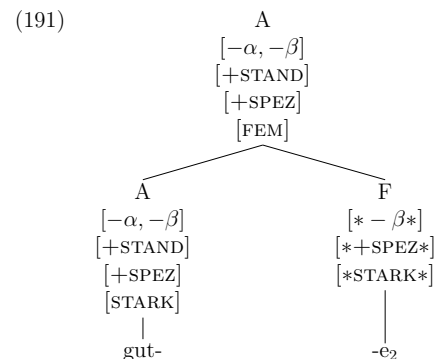 (191) A
[−α, −β]
[+STAND]
[+SPEZ]
[FEM]
A F
[−α, −β] [∗ − β∗]
[+STAND] [∗+SPEZ∗]
[+SPEZ] [∗STARK∗]
[STARK]
gut- -e₂